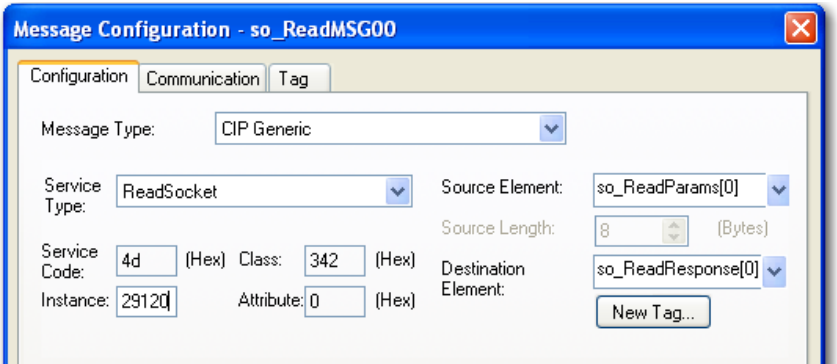 Message Configuration - so_ReadMSG00
Configuration Communication Tag
Message Type: CIP Generic
Service Type: ReadSocket
Service Code: 4d (Hex) Class: 342 (Hex)
Instance: 29120 Attribute: 0 (Hex)
Source Element: so_ReadParams[0]
Source Length: 8 (Bytes)
Destination Element: so_ReadResponse[0]
New Tag...